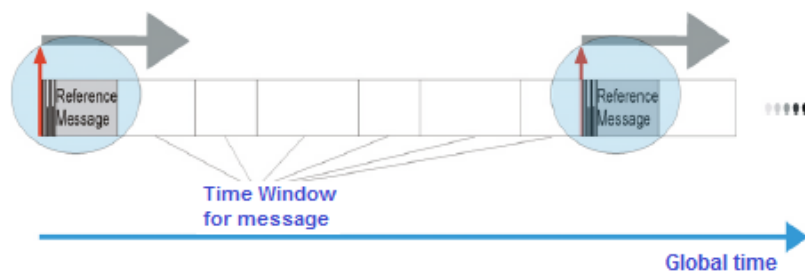 Reference
Message
Reference
Message
Time Window
for message
Global time